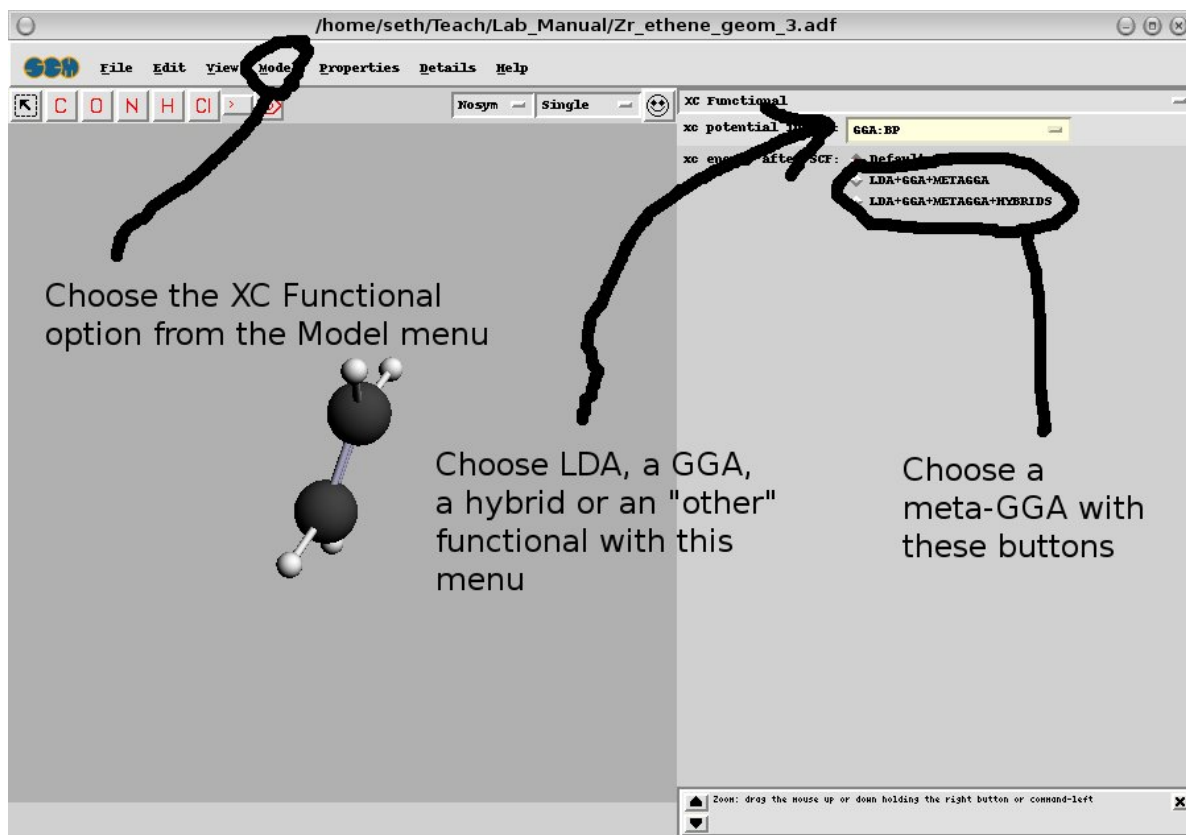 /home/seth/Teach/Lab_Manual/Zr_ethene_geom_3.adf
SCM File Edit View Model Properties Details Help
C O N H Cl Nosym Single
XC Functional
xc potential GGA:BP
xc after SCF: Default
LDA+GGA+METAGGA
LDA+GGA+METAGGA+HYBRIDS
Choose the XC Functional
option from the Model menu
Choose LDA, a GGA,
a hybrid or an "other"
functional with this
menu
Choose a
meta-GGA with
these buttons
Zoom: drag the mouse up or down holding the right button or command-left